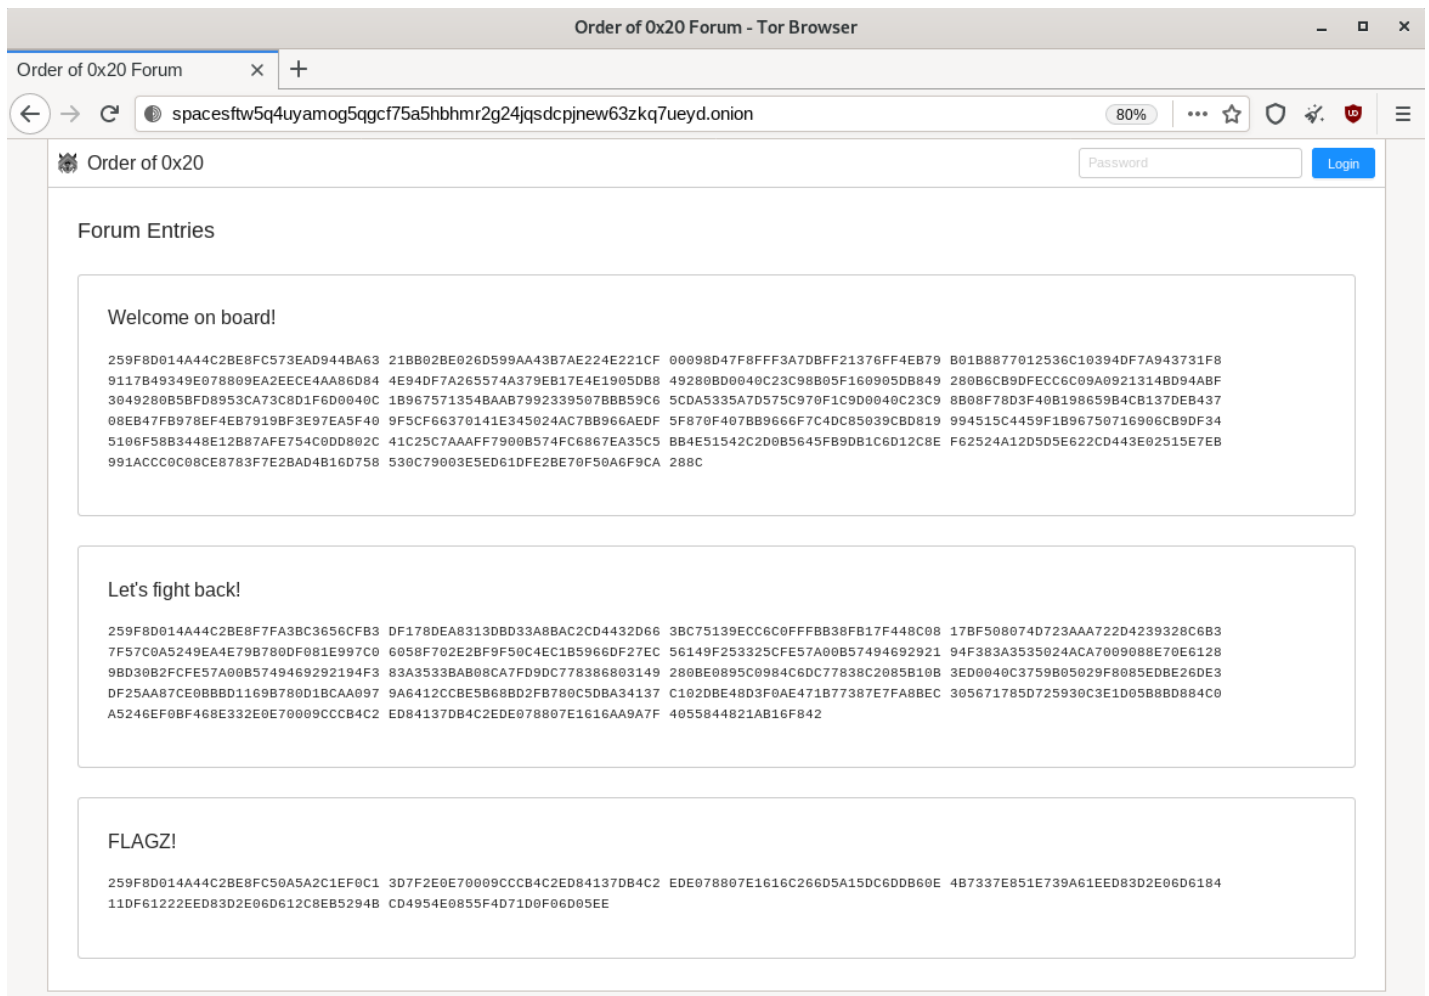 Order of 0x20 Forum - Tor Browser
Order of 0x20 Forum
spacesftw5q4uyamog5qgcf75a5hbhmr2g24jqsdcpjnew63zkq7ueyd.onion 80%
Order of 0x20 Password Login
Forum Entries
Welcome on board!
259F8D014A44C2BE8FC573EAD944BA63 21BB02BE026D599AA43B7AE224E221CF 00098D47F8FFF3A7DBFF21376FF4EB79 B01B8877012536C10394DF7A943731F8
9117B49349E078809EA2EECE4AA86D84 4E94DF7A265574A379EB17E4E1905DB8 49280BD0040C23C98B05F160905DB849 280B6CB9DFECC6C09A0921314BD94ABF
3049280B5BFD8953CA73C8D1F6D0040C 1B967571354BAAB7992339507BBB59C6 5CDA5335A7D575C970F1C9D0040C23C9 8B08F78D3F40B198659B4CB137DEB437
08EB47FB978EF4EB7919BF3E97EA5F40 9F5CF66370141E345024AC7BB966AEDF 5F870F407BB9666F7C4DC85039CBD819 994515C4459F1B96750716906CB9DF34
5106F58B3448E12B87AFE754C0DD802C 41C25C7AAAFF7900B574FC6867EA35C5 BB4E51542C2D0B5645FB9DB1C6D12C8E F62524A12D5D5E622CD443E02515E7EB
991ACCC0C08CE8783F7E2BAD4B16D758 530C79003E5ED61DFE2BE70F50A6F9CA 288C
Let's fight back!
259F8D014A44C2BE8F7FA3BC3656CFB3 DF178DEA8313DBD33A8BAC2CD4432D66 3BC75139ECC6C0FFFBB38FB17F448C08 17BF508074D723AAA722D4239328C6B3
7F57C0A5249EA4E79B780DF081E997C0 6058F702E2BF9F50C4EC1B5966DF27EC 56149F253325CFE57A00B57494692921 94F383A3535024ACA7009088E70E6128
9BD30B2FCFE57A00B5749469292194F3 83A3533BAB08CA7FD9DC778386803149 280BE0895C0984C6DC77838C2085B10B 3ED0040C3759B05029F8085EDBE26DE3
DF25AA87CE0BBBD1169B780D1BCAA097 9A6412CCBE5B68BD2FB780C5DBA34137 C102DBE48D3F0AE471B77387E7FA8BEC 305671785D725930C3E1D05B8BD884C0
A5246EF0BF468E332E0E70009CCCB4C2 ED84137DB4C2EDE078807E1616AA9A7F 4055844821AB16F842
FLAGZ!
259F8D014A44C2BE8FC50A5A2C1EF0C1 3D7F2E0E70009CCCB4C2ED84137DB4C2 EDE078807E1616C266D5A15DC6DDB60E 4B7337E851E739A61EED83D2E06D6184
11DF61222EED83D2E06D612C8EB5294B CD4954E0855F4D71D0F06D05EE